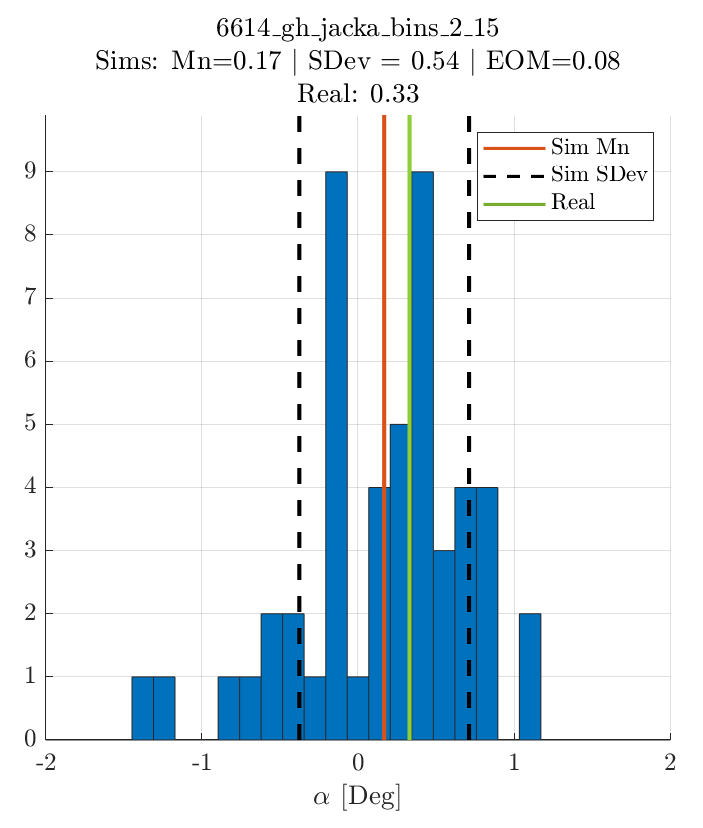 6614_gh_jacka_bins_2_15
Sims: Mn=0.17 | SDev = 0.54 | EOM=0.08
Real: 0.33
Sim Mn
Sim SDev
Real
9
8
7
6
5
4
3
2
1
0
-2 -1 0 1 2
α [Deg]